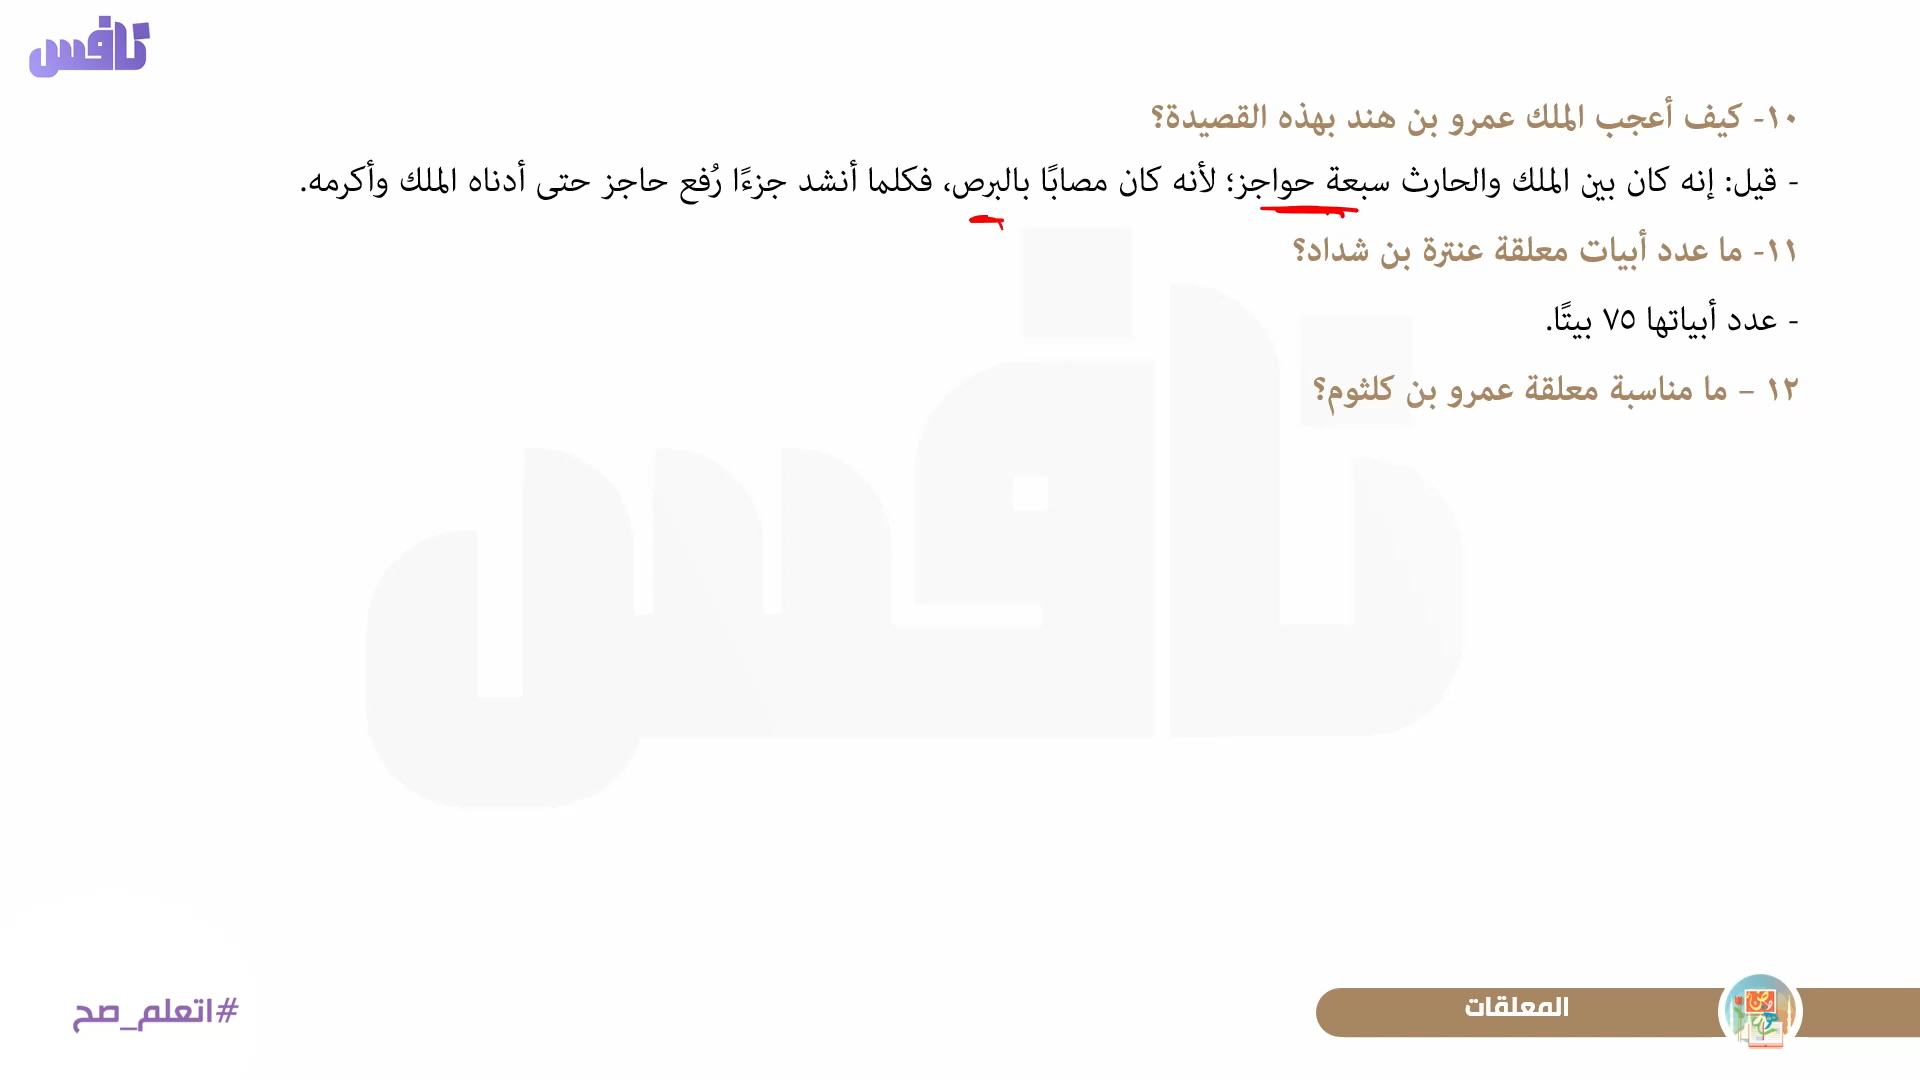 نافس
١٠- كيف أعجب الملك عمرو بن هند بهذه القصيدة؟
- قيل: إنه كان بين الملك والحارث سبعة حواجز؛ لأنه كان مصابًا بالبرص، فكلما أنشد جزءًا رُفع حاجز حتى أدناه الملك وأكرمه.
١١- ما عدد أبيات معلقة عنترة بن شداد؟
- عدد أبياتها ٧٥ بيتًا.
١٢ – ما مناسبة معلقة عمرو بن كلثوم؟
نافس
المعلقات
#اتعلم_صح